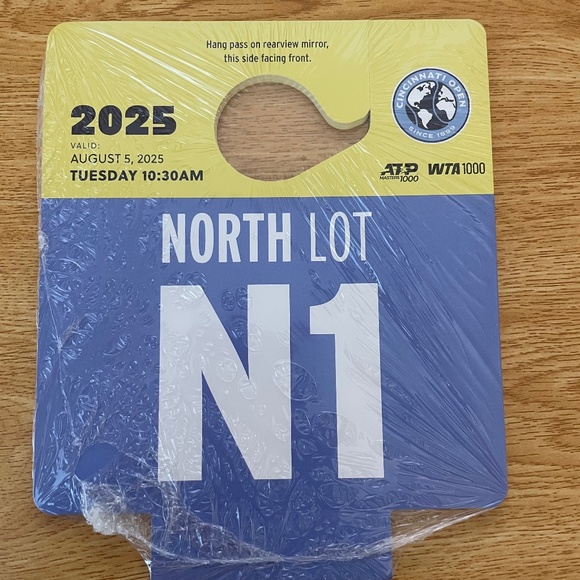 Hang pass on rearview mirror,
this side facing front.
2025
VALID:
AUGUST 5, 2025
TUESDAY 10:30AM
CINCINNATI OPEN
SINCE 1899
ATP
MASTERS 1000
WTA 1000
NORTH LOT
N1